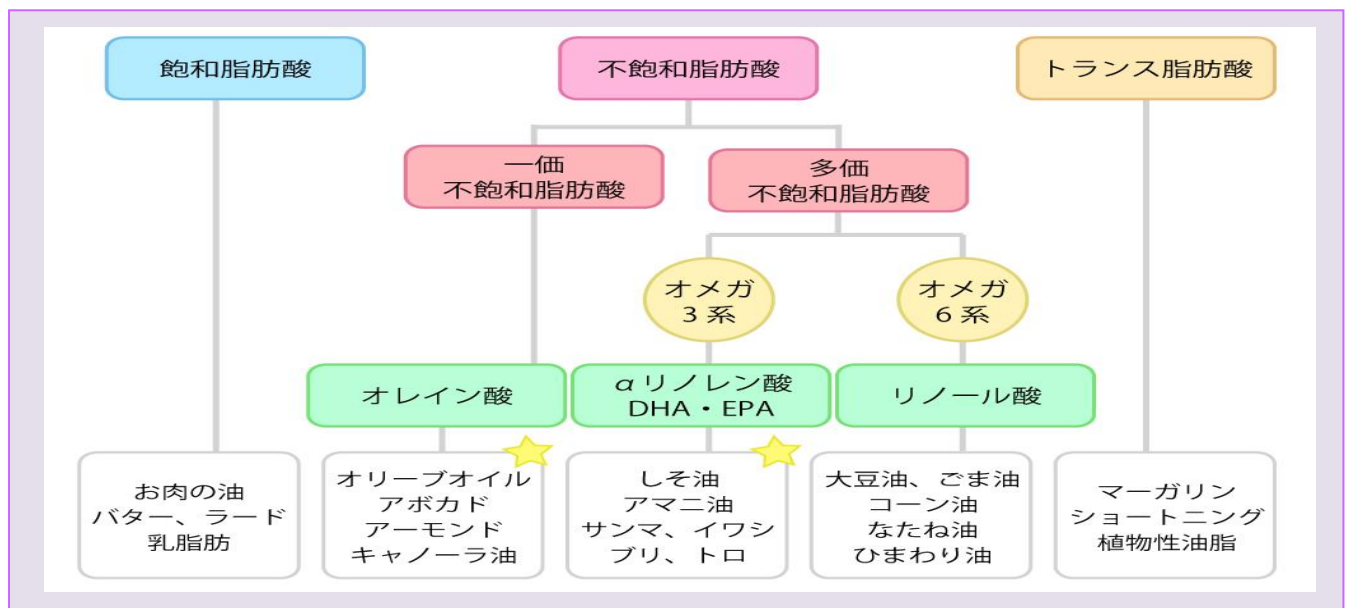 飽和脂肪酸
不飽和脂肪酸
トランス脂肪酸
一価
不飽和脂肪酸
多価
不飽和脂肪酸
オメガ
3 系
オメガ
6 系
オレイン酸
αリノレン酸
DHA・EPA
リノール酸
お肉の油
バター、ラード
乳脂肪
オリーブオイル
アボカド
アーモンド
キャノーラ油
しそ油
アマニ油
サンマ、イワシ
ブリ、トロ
大豆油、ごま油
コーン油
なたね油
ひまわり油
マーガリン
ショートニング
植物性油脂